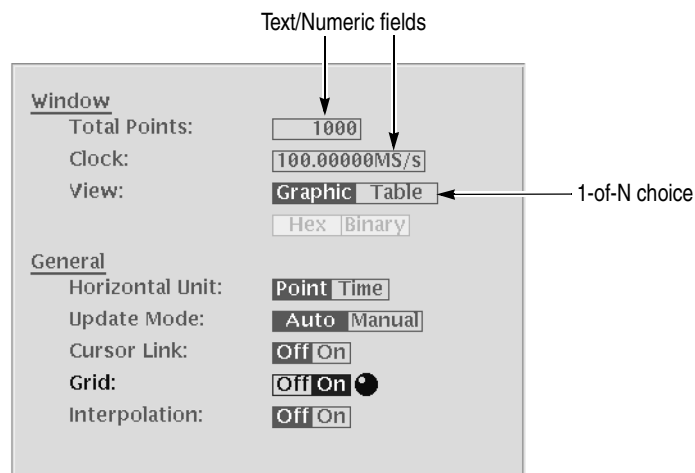 Text/Numeric fields
Window
Total Points: 1000
Clock: 100.00000MS/s
View: Graphic Table
1-of-N choice
Hex Binary
General
Horizontal Unit: Point Time
Update Mode: Auto Manual
Cursor Link: Off On
Grid: Off On
Interpolation: Off On